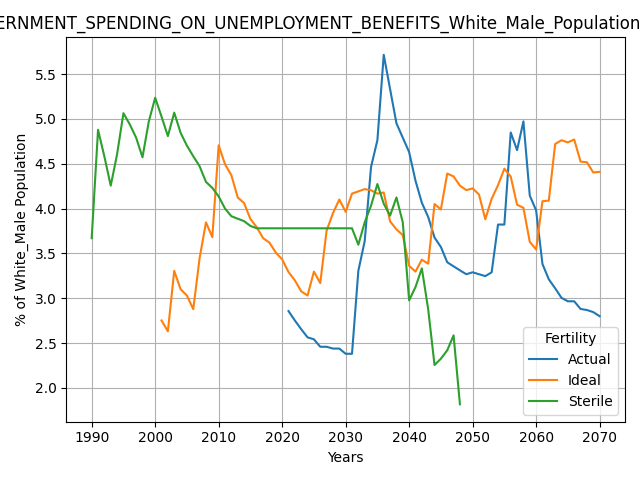 ERNMENT_SPENDING_ON_UNEMPLOYMENT_BENEFITS_White_Male_Population
% of White_Male Population
5.5
5.0
4.5
4.0
3.5
3.0
2.5
2.0
Fertility
Actual
Ideal
Sterile
1990 2000 2010 2020 2030 2040 2050 2060 2070
Years